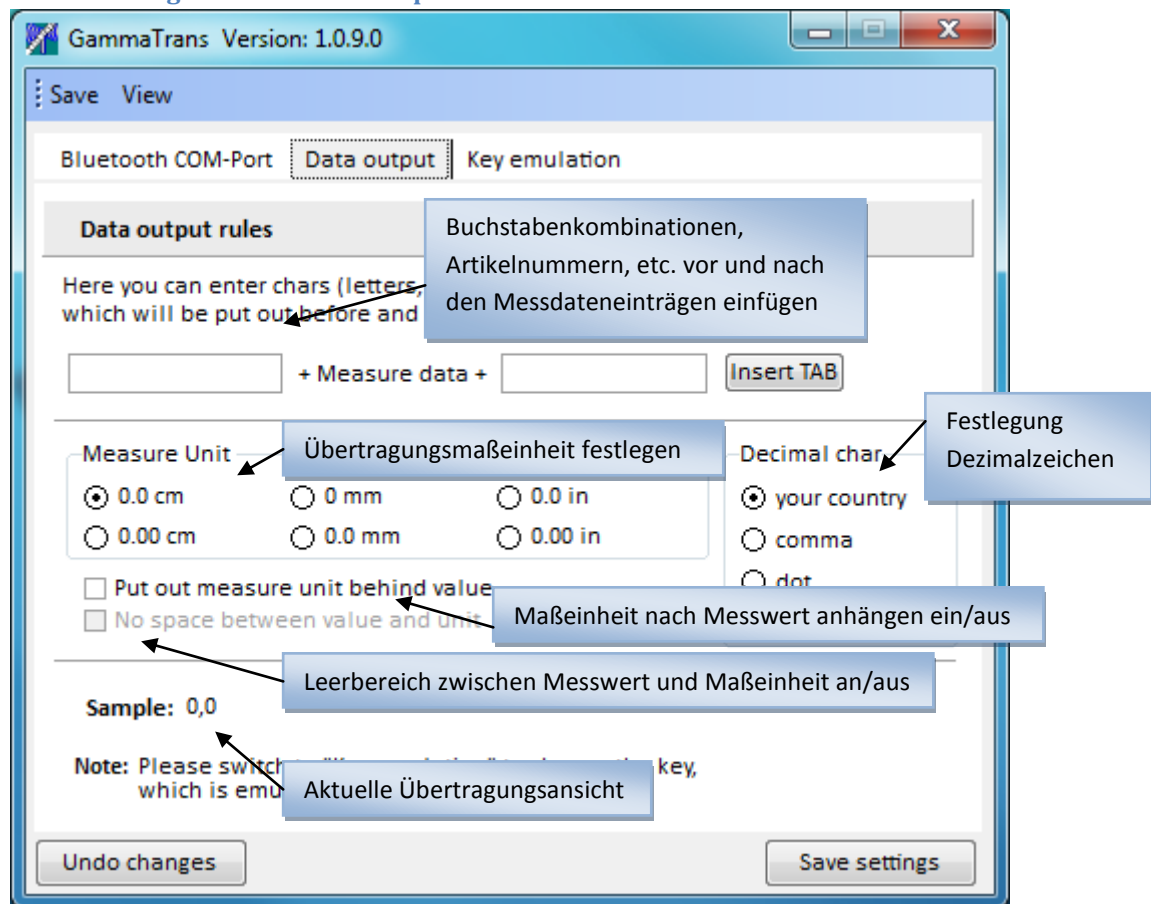 GammaTrans Version: 1.0.9.0
Save View
Bluetooth COM-Port Data output Key emulation
Data output rules
Buchstabenkombinationen,
Artikelnummern, etc. vor und nach
den Messdateneinträgen einfügen
Here you can enter chars (letters,
which will be put out before and
+ Measure data +
Insert TAB
Festlegung
Dezimalzeichen
Measure Unit
Übertragungsmaßeinheit festlegen
Decimal char
0.0 cm 0 mm 0.0 in
your country
0.00 cm 0.0 mm 0.00 in
comma
dot
Put out measure unit behind value
Maßeinheit nach Messwert anhängen ein/aus
No space between value and unit
Leerbereich zwischen Messwert und Maßeinheit an/aus
Sample: 0,0
Note: Please switch key,
which is emu
Aktuelle Übertragungsansicht
Undo changes Save settings